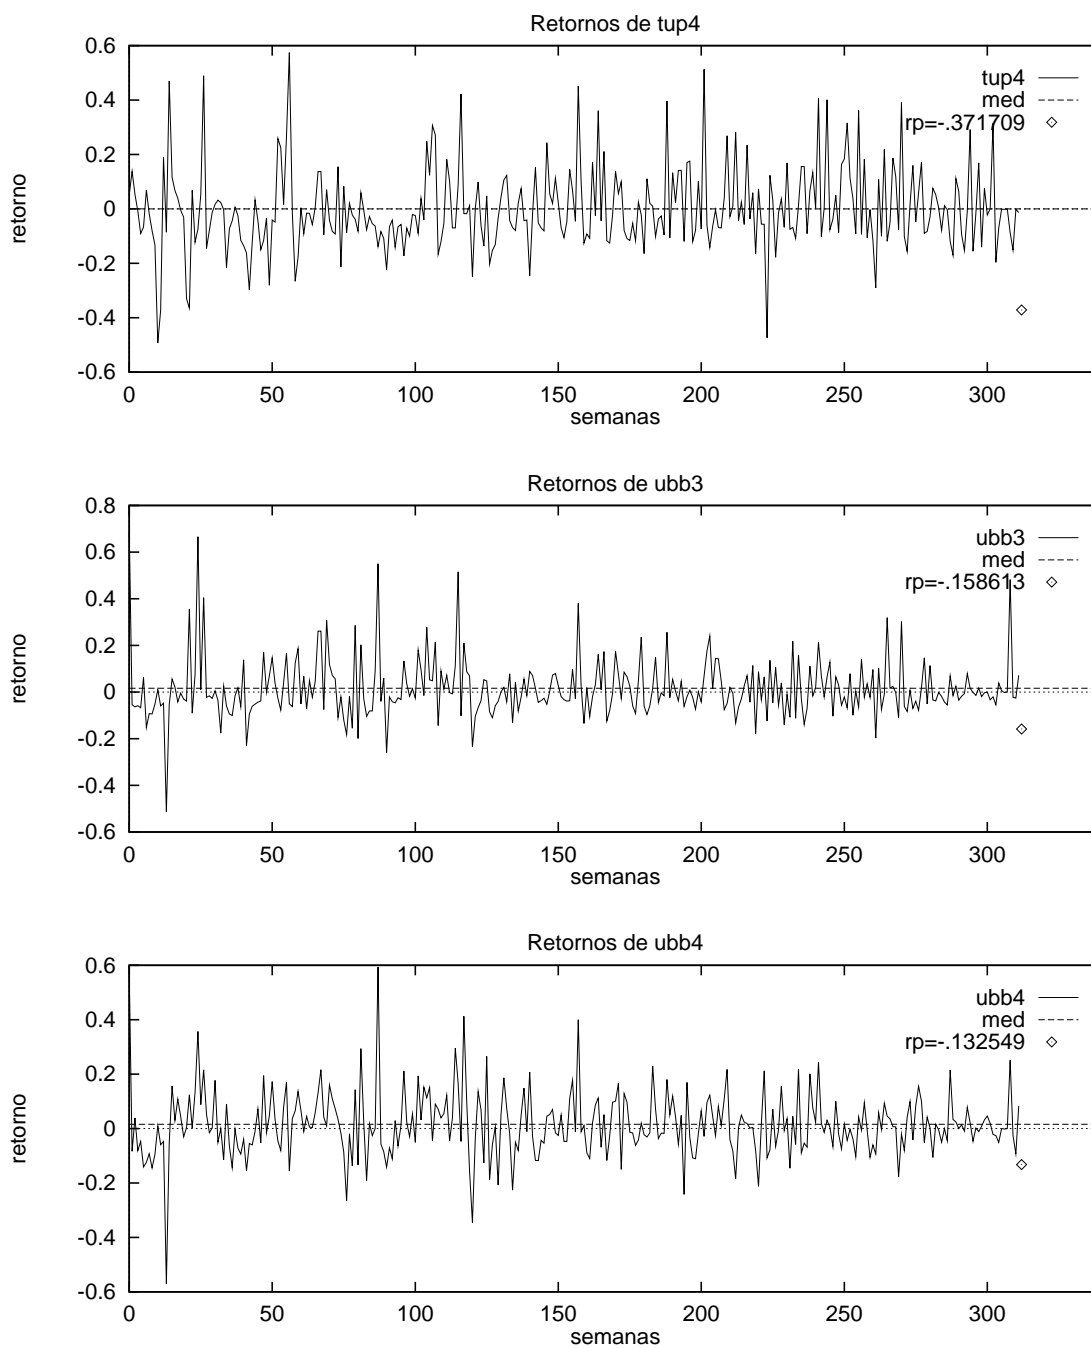 Retornos de tup4
0.6
tup4
0.4
med
rp=-.371709
0.2
retorno
0
-0.2
-0.4
-0.6
0 50 100 150 200 250 300
semanas
Retornos de ubb3
0.8
ubb3
0.6
med
rp=-.158613
0.4
0.2
retorno
0
-0.2
-0.4
-0.6
0 50 100 150 200 250 300
semanas
Retornos de ubb4
0.6
ubb4
0.4
med
rp=-.132549
0.2
retorno
0
-0.2
-0.4
-0.6
0 50 100 150 200 250 300
semanas